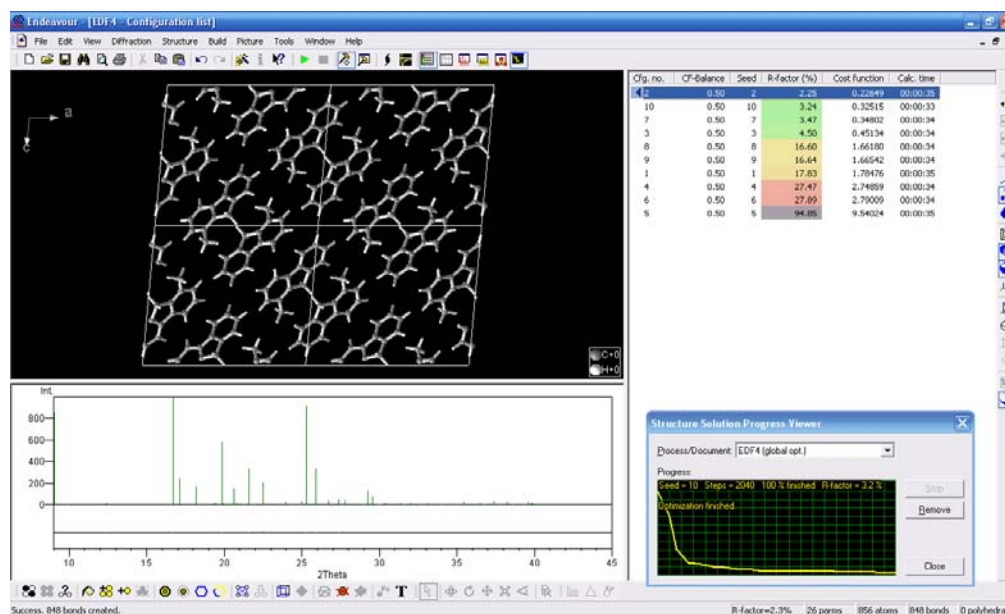 Endeavour - [EDF4 - Configuration list]
File Edit View Diffraction Structure Build Picture Tools Window Help
Cfg. no. CF-Balance Seed R-factor (%) Cost function Calc. time
2 0.50 2 2.25 0.22649 00:00:35
10 0.50 10 3.24 0.32515 00:00:33
7 0.50 7 3.47 0.34802 00:00:34
3 0.50 3 4.50 0.45134 00:00:34
8 0.50 8 16.60 1.66180 00:00:34
9 0.50 9 16.64 1.66542 00:00:34
1 0.50 1 17.83 1.78476 00:00:35
4 0.50 4 27.47 2.74859 00:00:34
6 0.50 6 27.89 2.79009 00:00:34
5 0.50 5 94.85 9.54024 00:00:35
a
c
C+0
H+0
Int.
800
600
400
200
0
10 15 20 25 30 35 40 45
2Theta
Structure Solution Progress Viewer
Process/Document: EDF4 (global opt.)
Progress:
Seed = 10 Steps = 2040 100 % finished R-factor = 3.2 %
Optimization finished
Stop
Remove
Close
Success. 848 bonds created.
R-factor=2.3% 26 parms 856 atoms 848 bonds 0 polyhedra